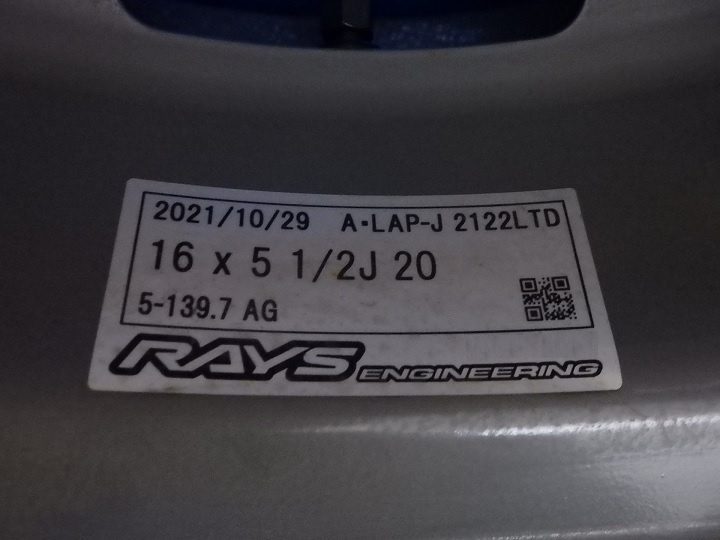 2021/10/29 A・LAP-J 2122LTD
16 x 5 1/2J 20
5-139.7 AG
RAYS ENGINEERING